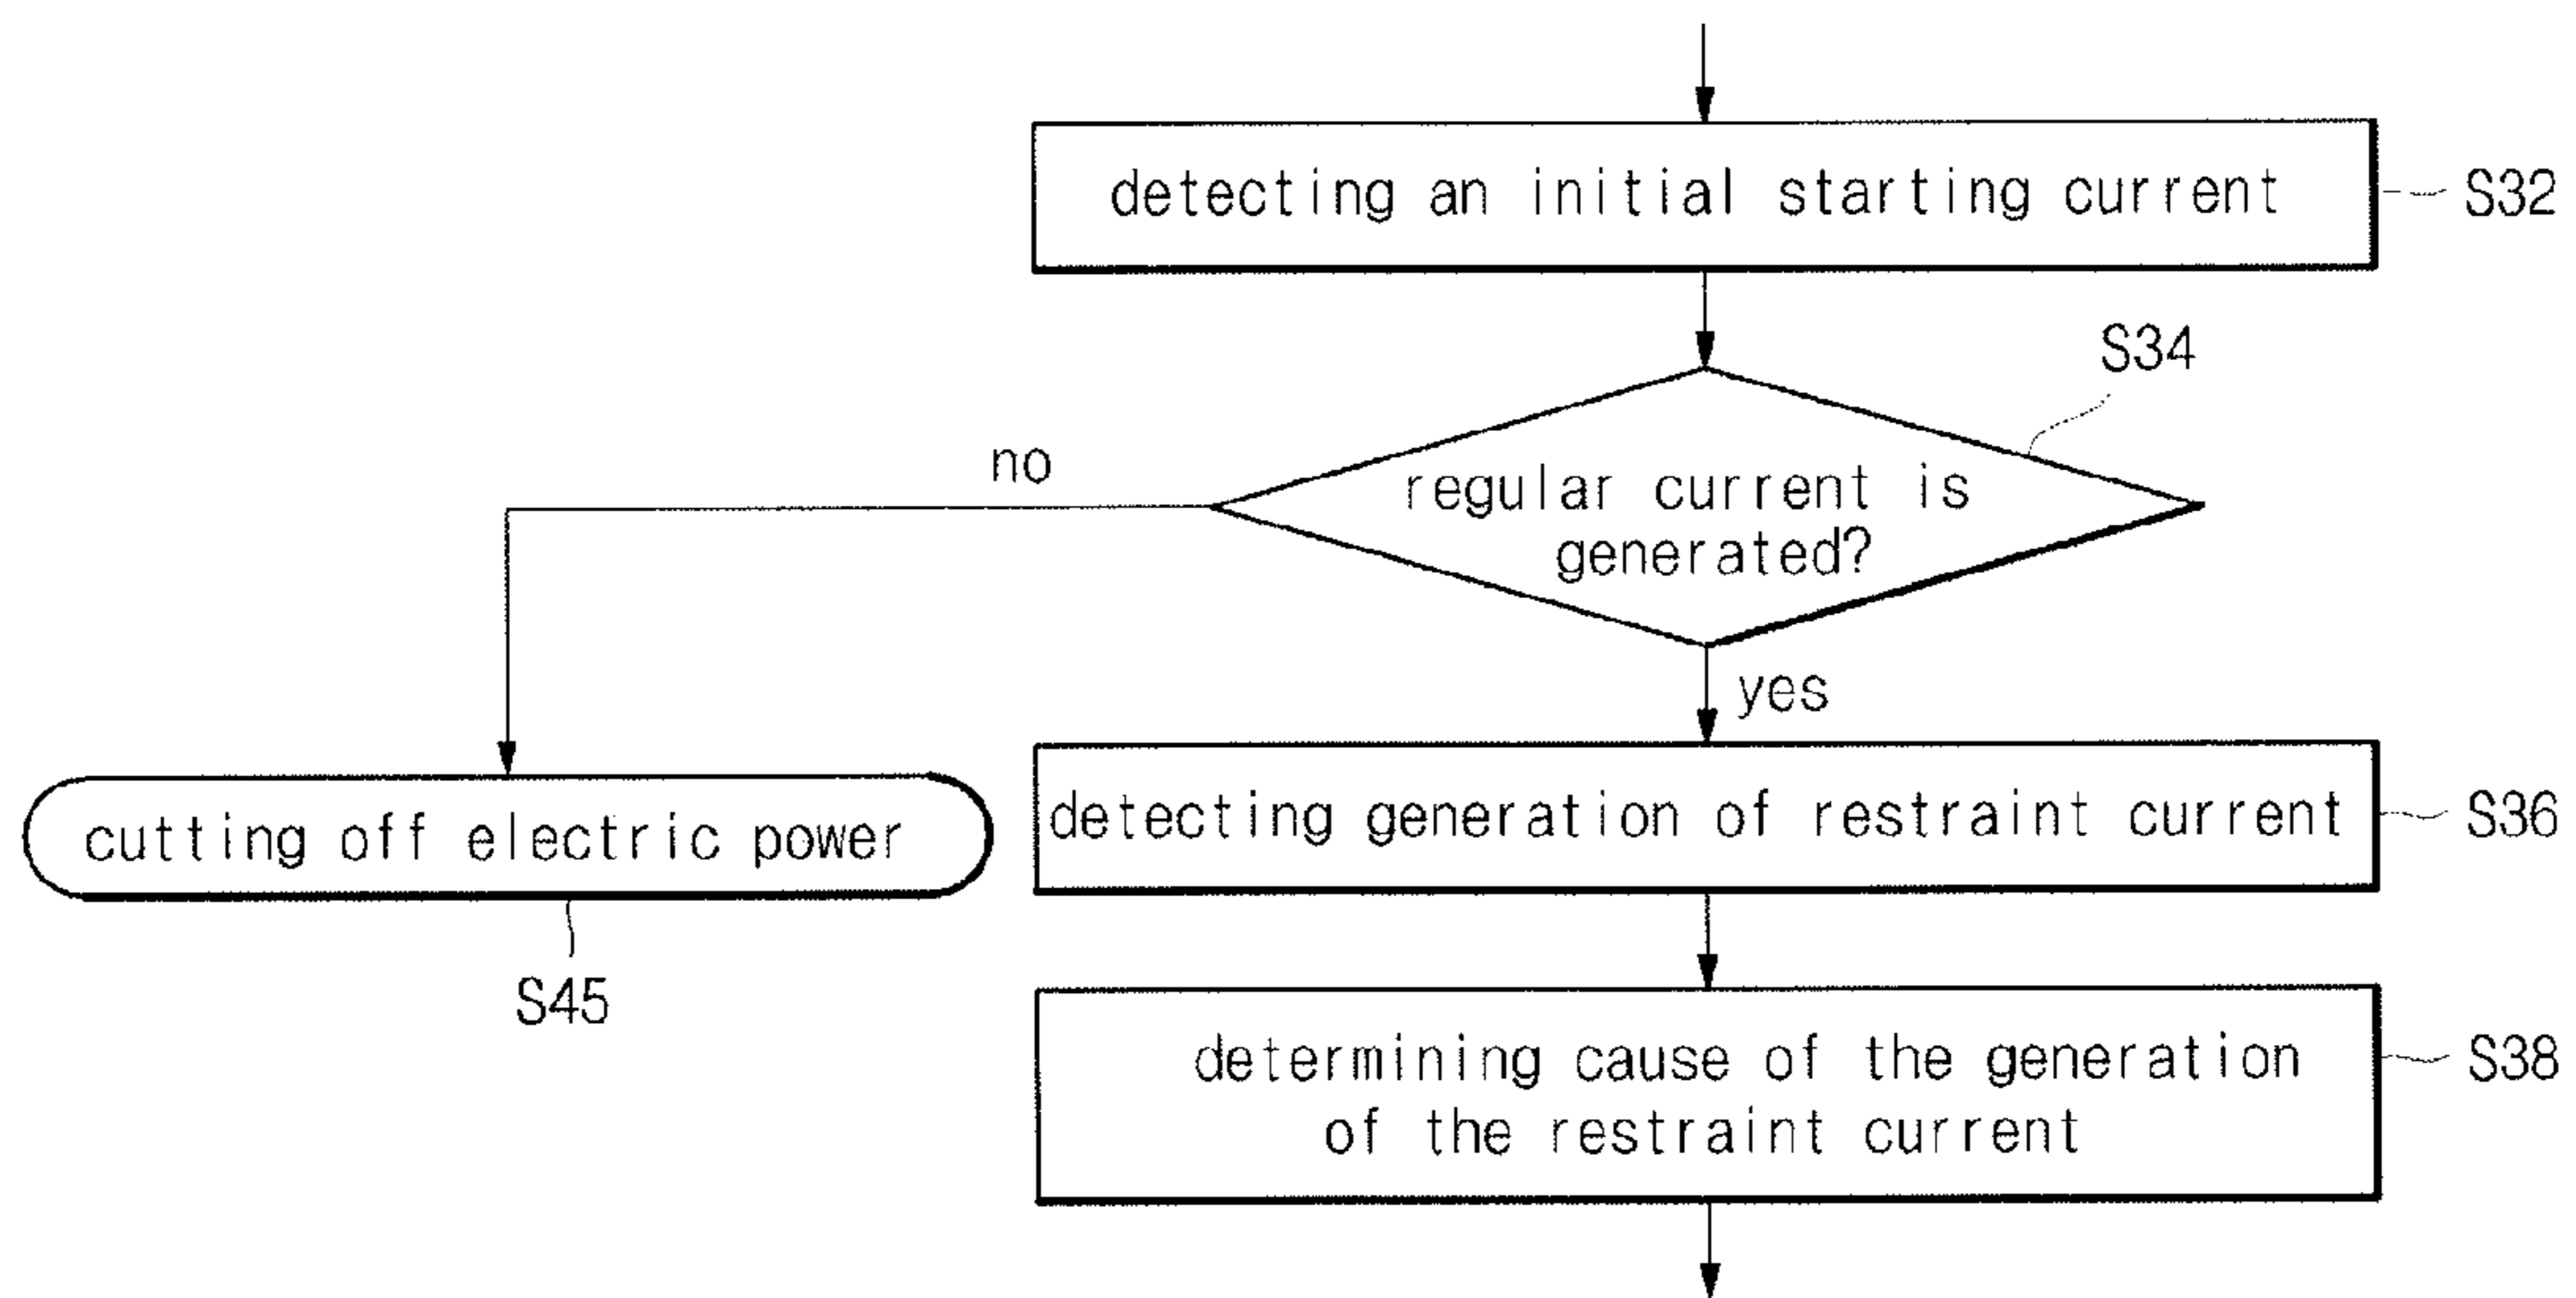 detecting an initial starting current
S32
S34
regular current is
generated?
no
yes
detecting generation of restraint current
S36
cutting off electric power
S45
determining cause of the generation
of the restraint current
S38